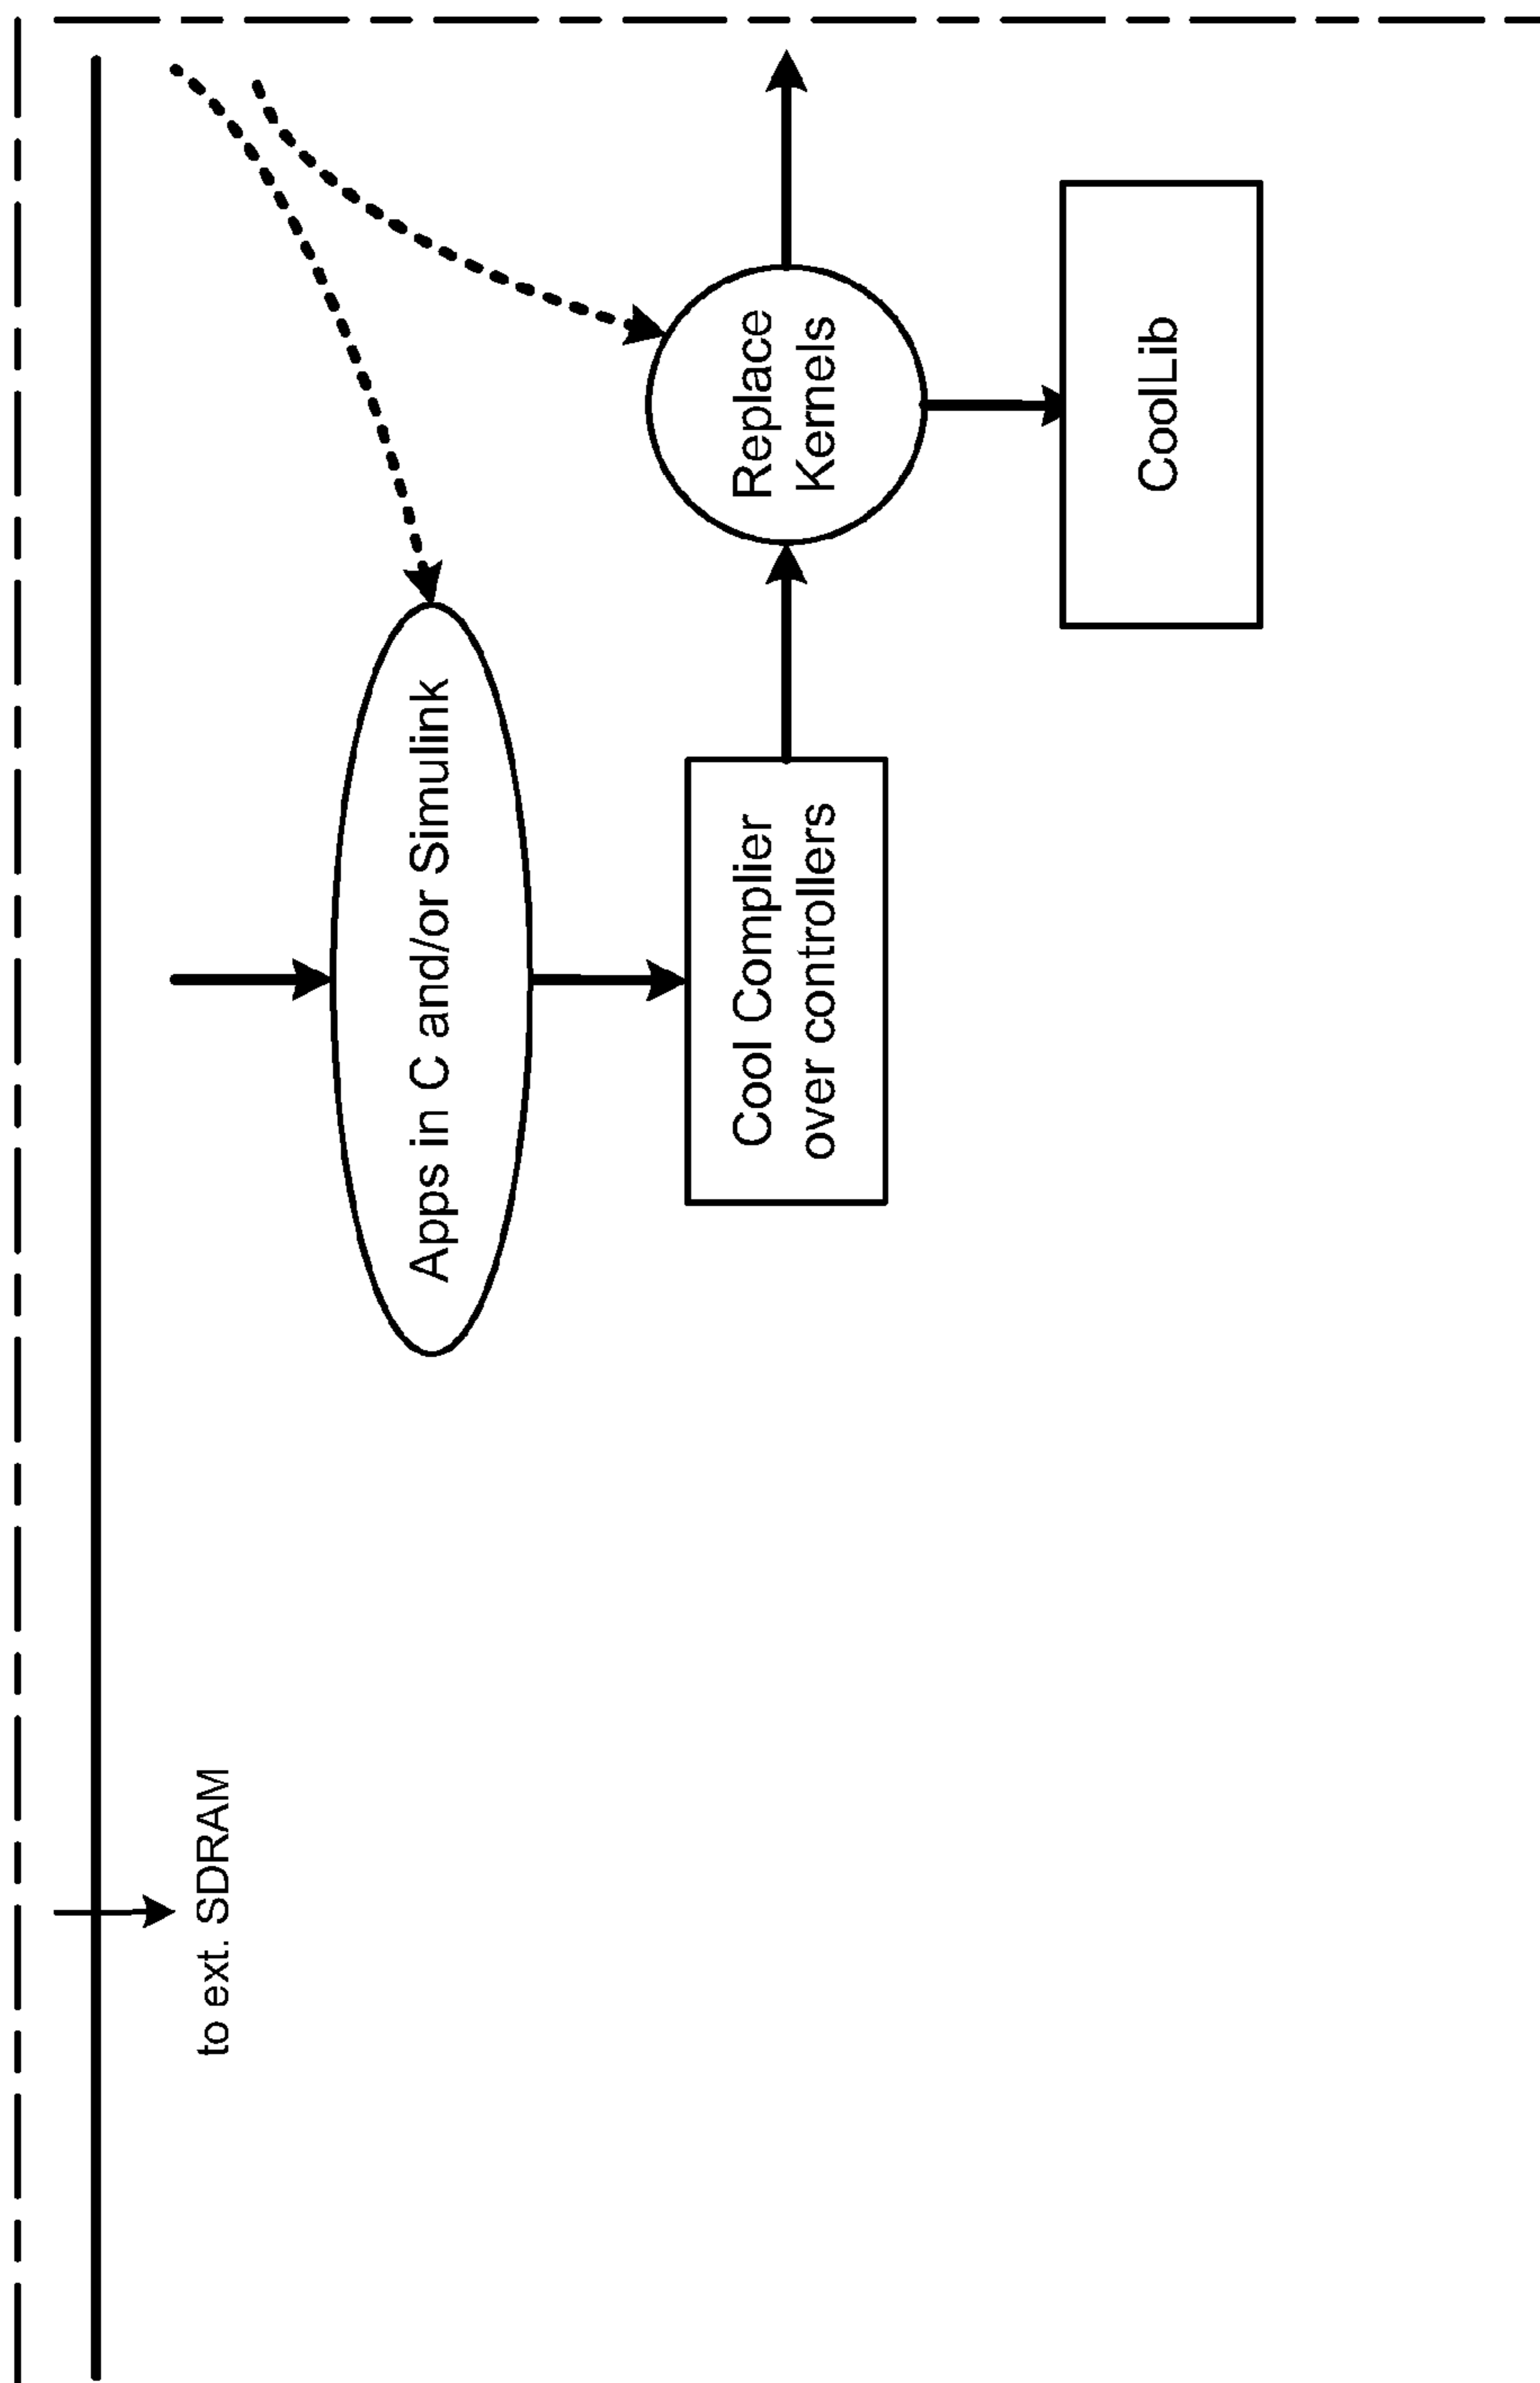 to ext. SDRAM
Apps in C and/or Simulink
Cool Complier
over controllers
Replace
Kernels
CoolLib